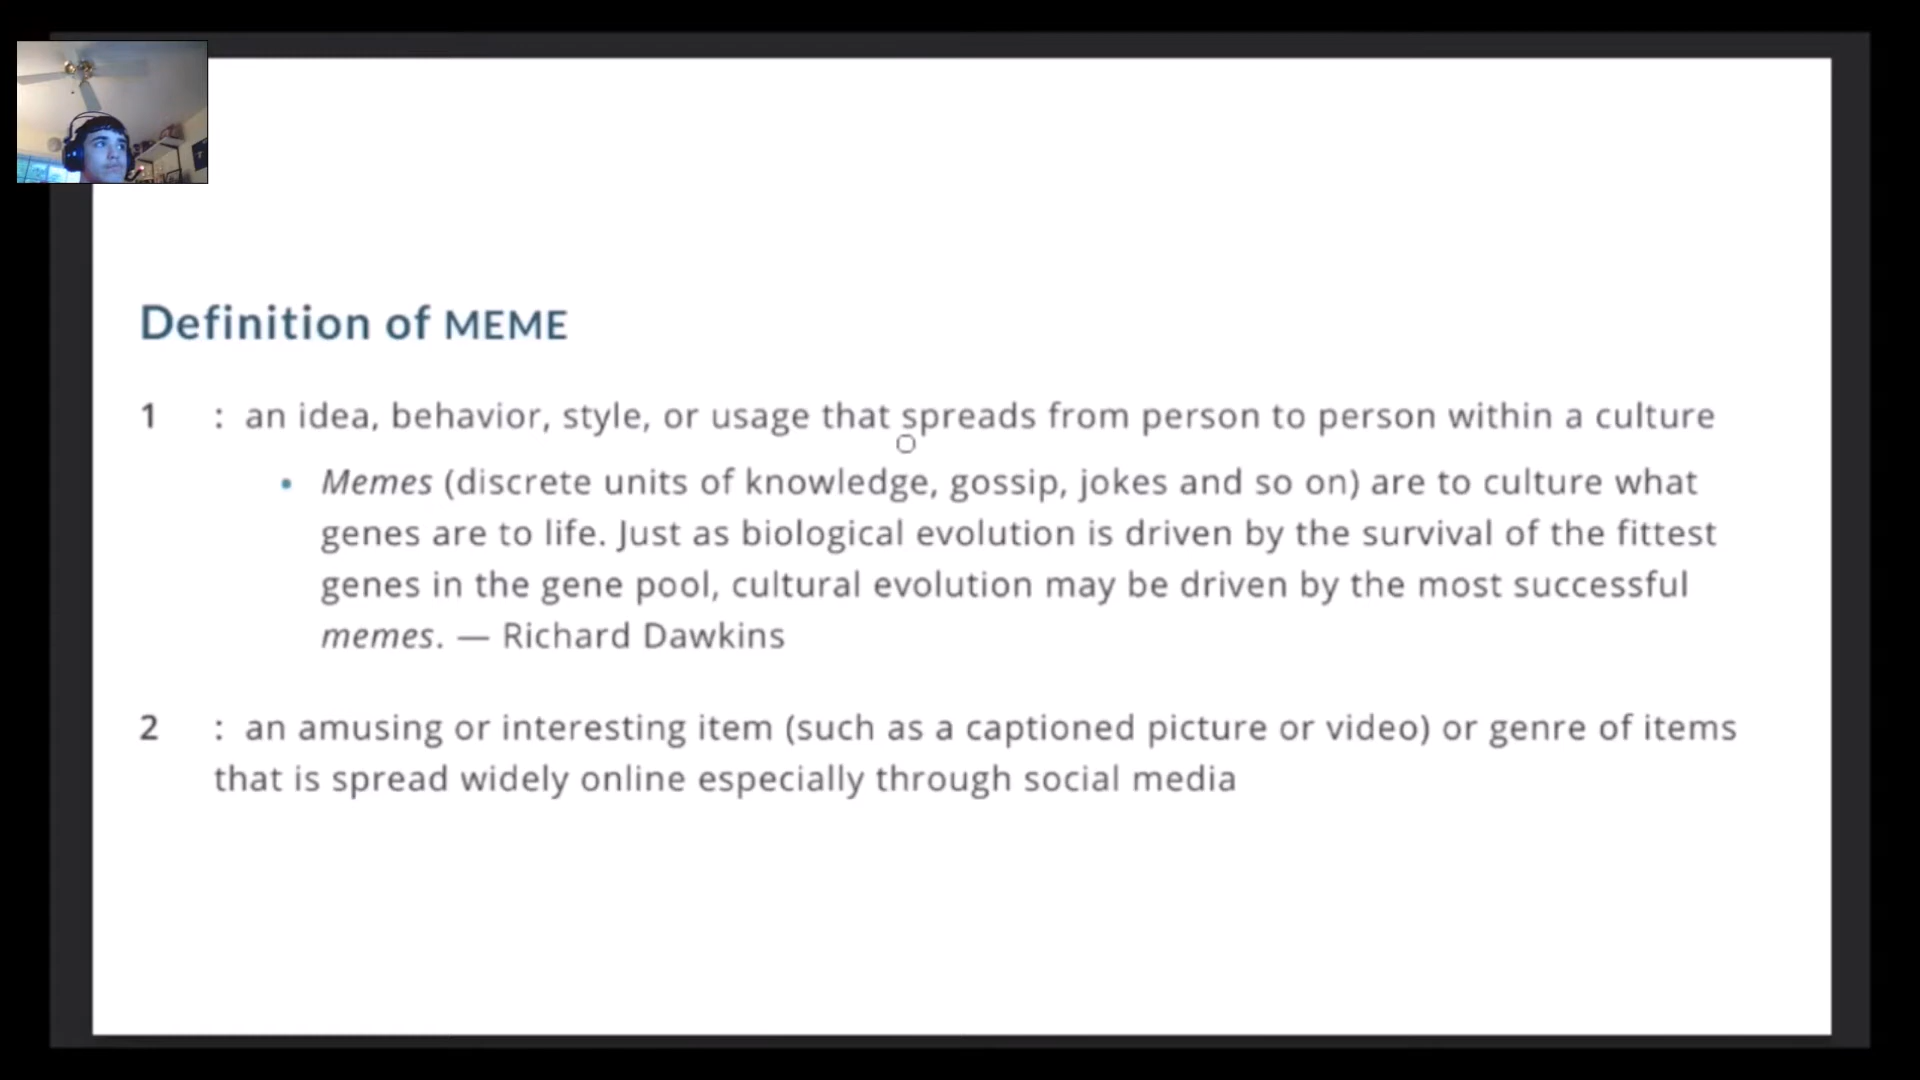 Definition of MEME
1 : an idea, behavior, style, or usage that spreads from person to person within a culture
• Memes (discrete units of knowledge, gossip, jokes and so on) are to culture what
genes are to life. Just as biological evolution is driven by the survival of the fittest
genes in the gene pool, cultural evolution may be driven by the most successful
memes. — Richard Dawkins
2 : an amusing or interesting item (such as a captioned picture or video) or genre of items
that is spread widely online especially through social media